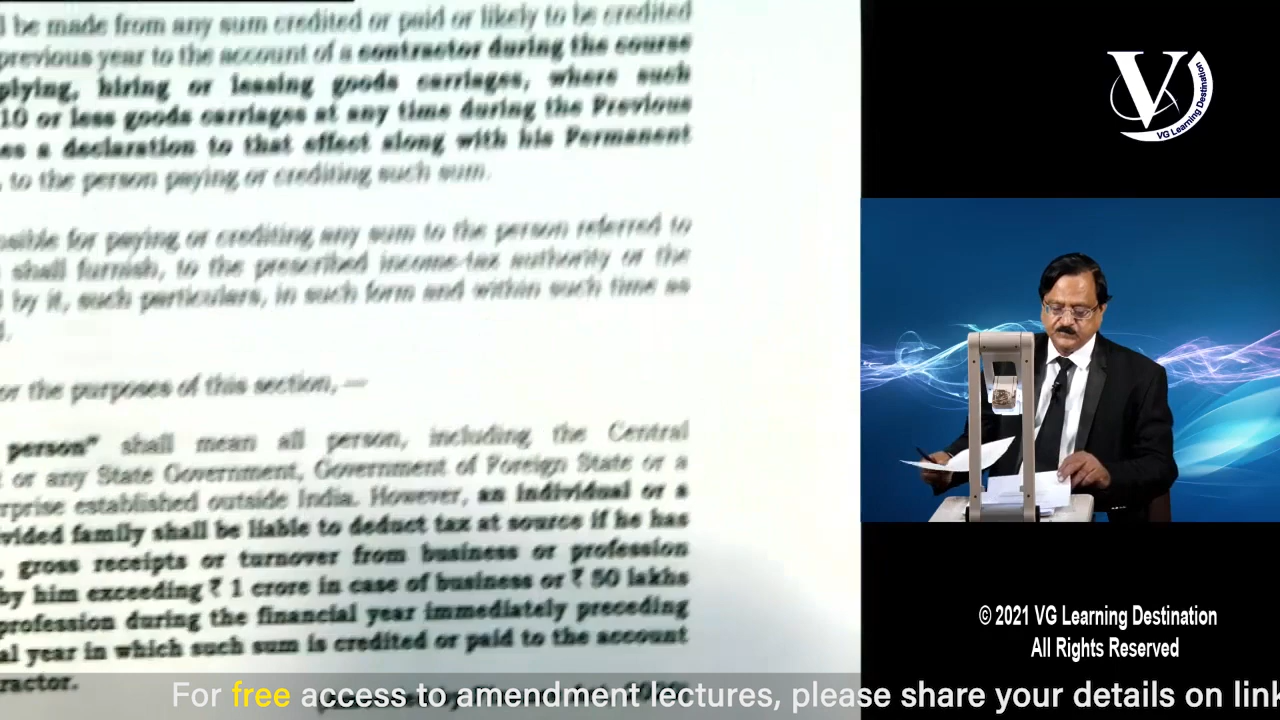 l be made from any sum credited or paid or likely to be credited
previous year to the account of a contractor during the course
plying, hiring or leasing goods carriages, where such
10 or less goods carriages at any time during the Previous
es a declaration to that effect along with his Permanent
, to the person paying or crediting such sum.
nsible for paying or crediting any sum to the person referred to
shall furnish, to the prescribed income-tax authority or the
l by it, such particulars, in such form and within such time as
or the purposes of this section, —
person" shall mean all person, including the Central
t or any State Government, Government of Foreign State or a
rprise established outside India. However, an individual or a
vided family shall be liable to deduct tax at source if he has
, gross receipts or turnover from business or profession
by him exceeding ₹ 1 crore in case of business or ₹ 50 lakhs
profession during the financial year immediately preceding
al year in which such sum is credited or paid to the account
ractor.
V
VG Learning Destination
© 2021 VG Learning Destination
All Rights Reserved
For free access to amendment lectures, please share your details on link